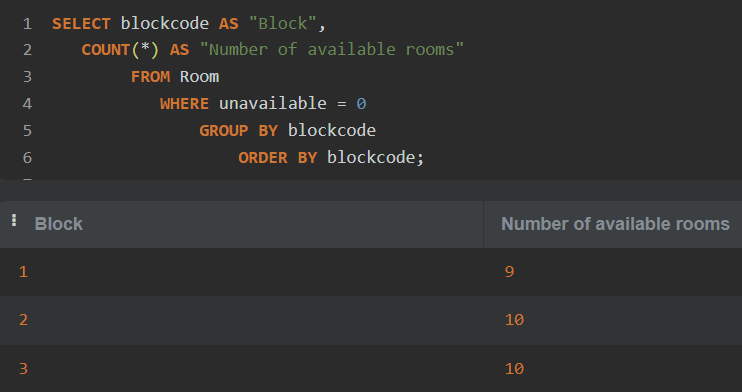 1 SELECT blockcode AS "Block",
2 COUNT(*) AS "Number of available rooms"
3 FROM Room
4 WHERE unavailable = 0
5 GROUP BY blockcode
6 ORDER BY blockcode;
Block Number of available rooms
1 9
2 10
3 10